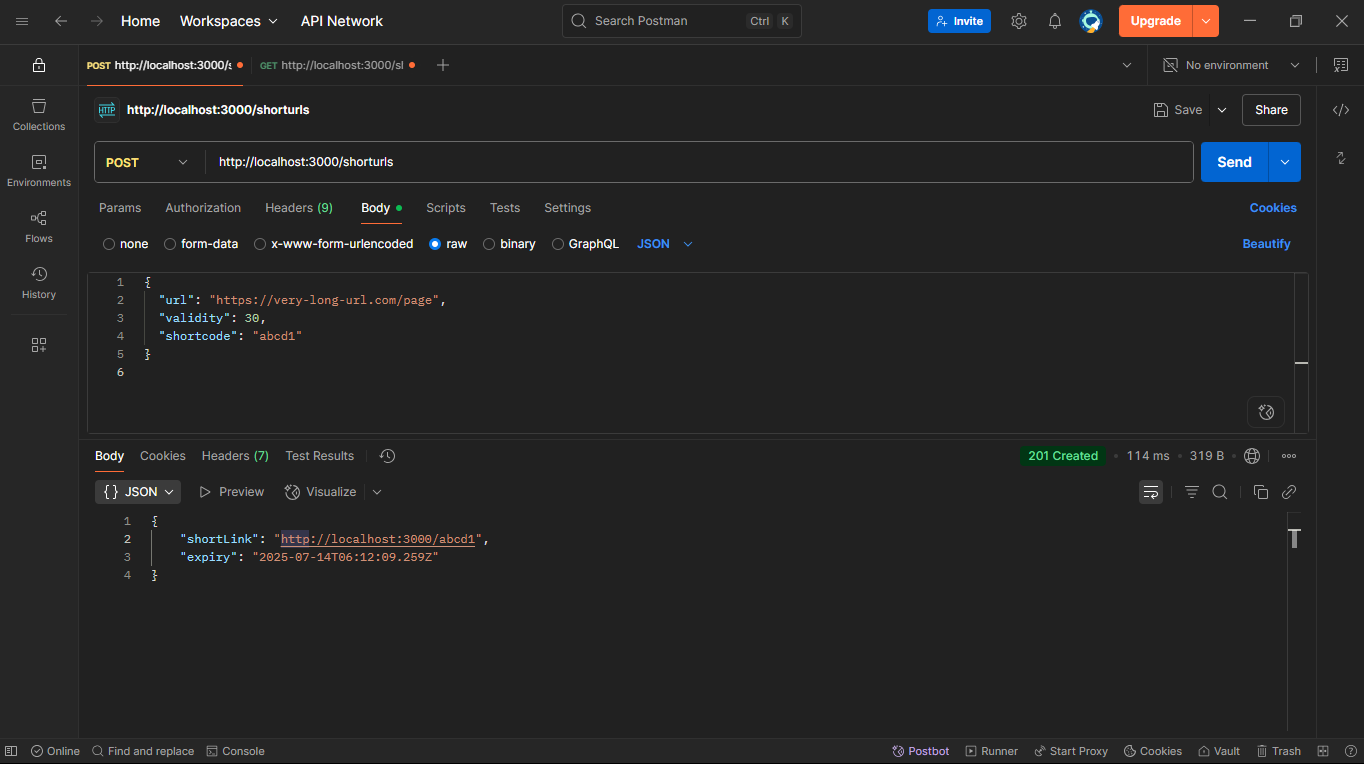 Home Workspaces API Network Search Postman Ctrl K Invite Upgrade
POST http://localhost:3000/s GET http://localhost:3000/sl No environment
HTTP http://localhost:3000/shorturls Save Share
POST http://localhost:3000/shorturls Send
Collections
Environments
Flows
History
Params Authorization Headers (9) Body Scripts Tests Settings Cookies
none form-data x-www-form-urlencoded raw binary GraphQL JSON Beautify
1 {
2 "url": "https://very-long-url.com/page",
3 "validity": 30,
4 "shortcode": "abcd1"
5 }
6
Body Cookies Headers (7) Test Results 201 Created 114 ms 319 B
{} JSON Preview Visualize
1 {
2 "shortLink": "http://localhost:3000/abcd1",
3 "expiry": "2025-07-14T06:12:09.259Z"
4 }
Online Find and replace Console Postbot Runner Start Proxy Cookies Vault Trash